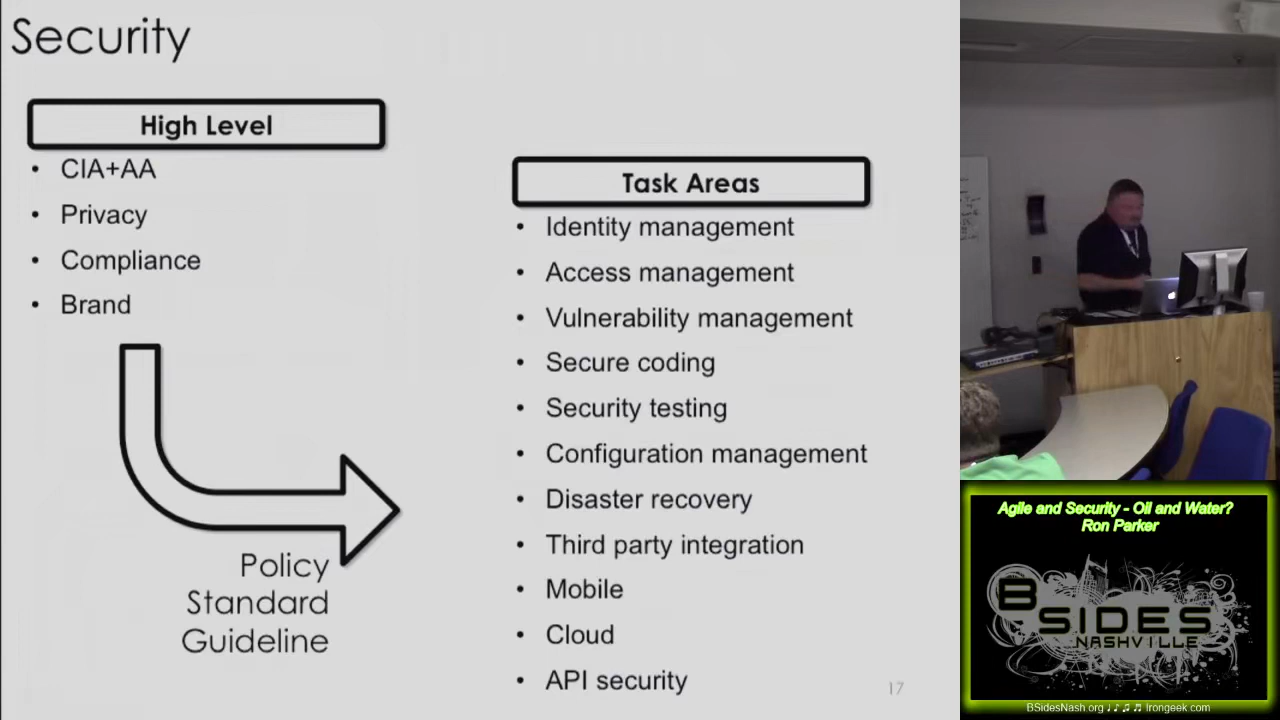 Security
High Level
• CIA+AA
• Privacy
• Compliance
• Brand
Policy
Standard
Guideline
Task Areas
• Identity management
• Access management
• Vulnerability management
• Secure coding
• Security testing
• Configuration management
• Disaster recovery
• Third party integration
• Mobile
• Cloud
• API security
17
Agile and Security - Oil and Water?
Ron Parker
BSIDES
NASHVILLE
BSidesNash.org ♩♪♫♬ Irongeek.com